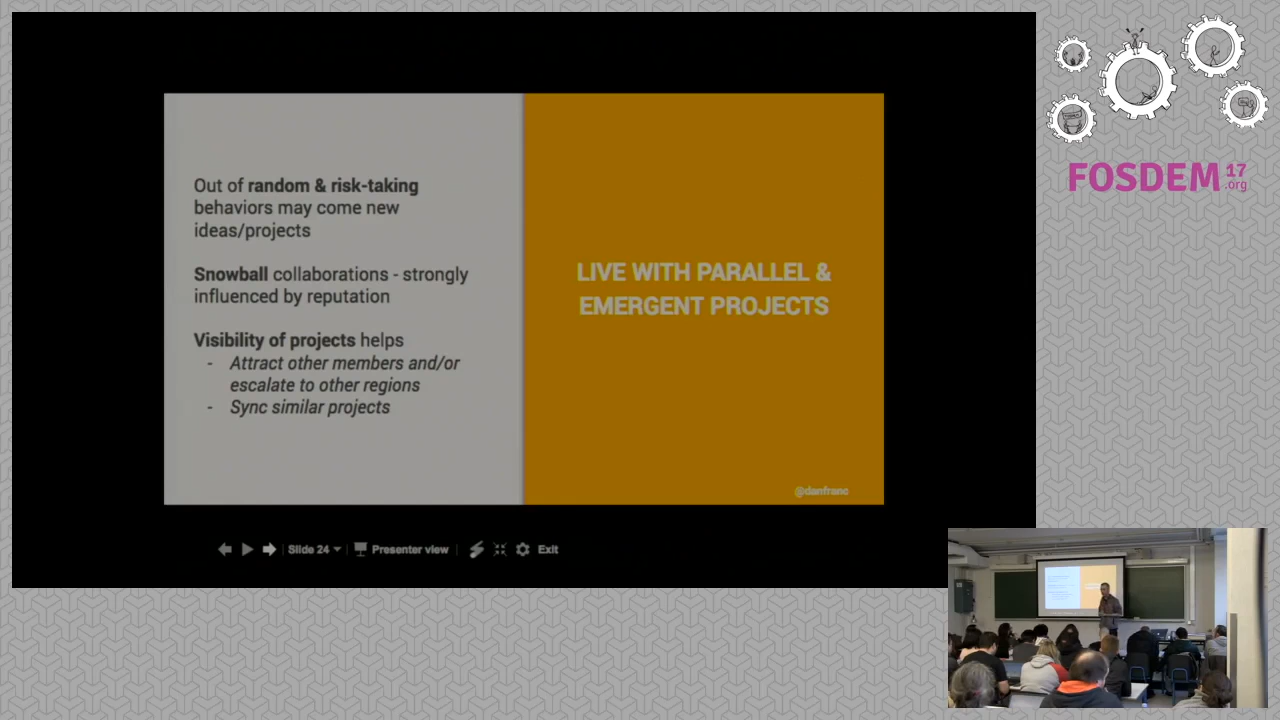 Out of random & risk-taking
behaviors may come new
ideas/projects
Snowball collaborations - strongly
influenced by reputation
Visibility of projects helps
- Attract other members and/or
escalate to other regions
- Sync similar projects
LIVE WITH PARALLEL &
EMERGENT PROJECTS
@danfranc
Slide 24
Presenter view
Exit
FOSDEM 17
.org